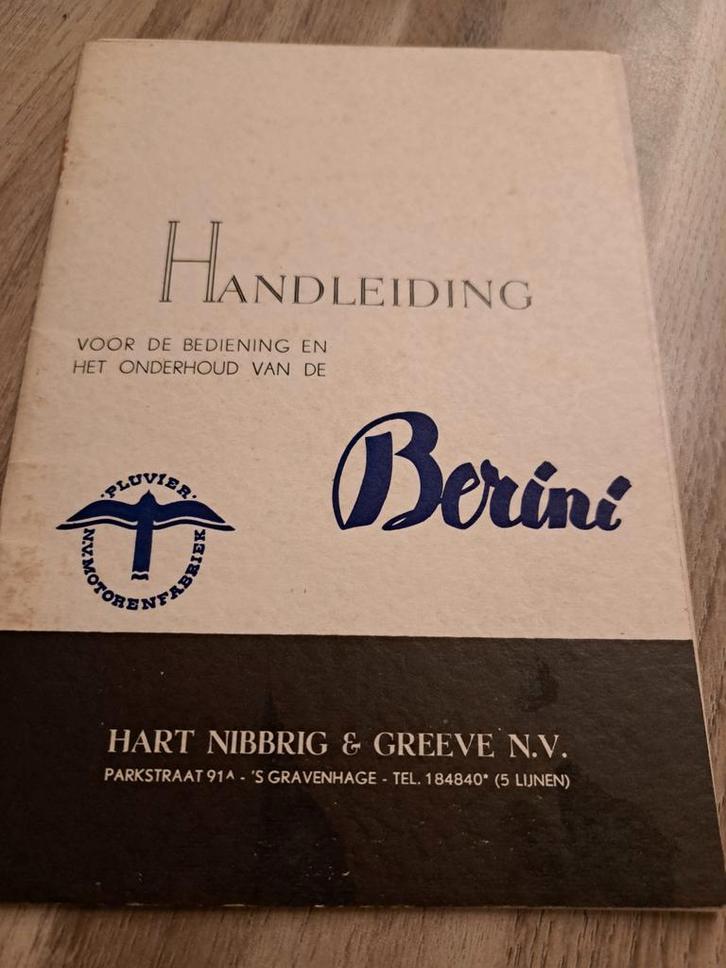 HANDLEIDING
VOOR DE BEDIENING EN
HET ONDERHOUD VAN DE
Berini
·PLUVIER·
N.V. MOTORENFABRIEK
HART NIBBRIG & GREEVE N.V.
PARKSTRAAT 91A - 'S GRAVENHAGE - TEL. 184840* (5 LIJNEN)